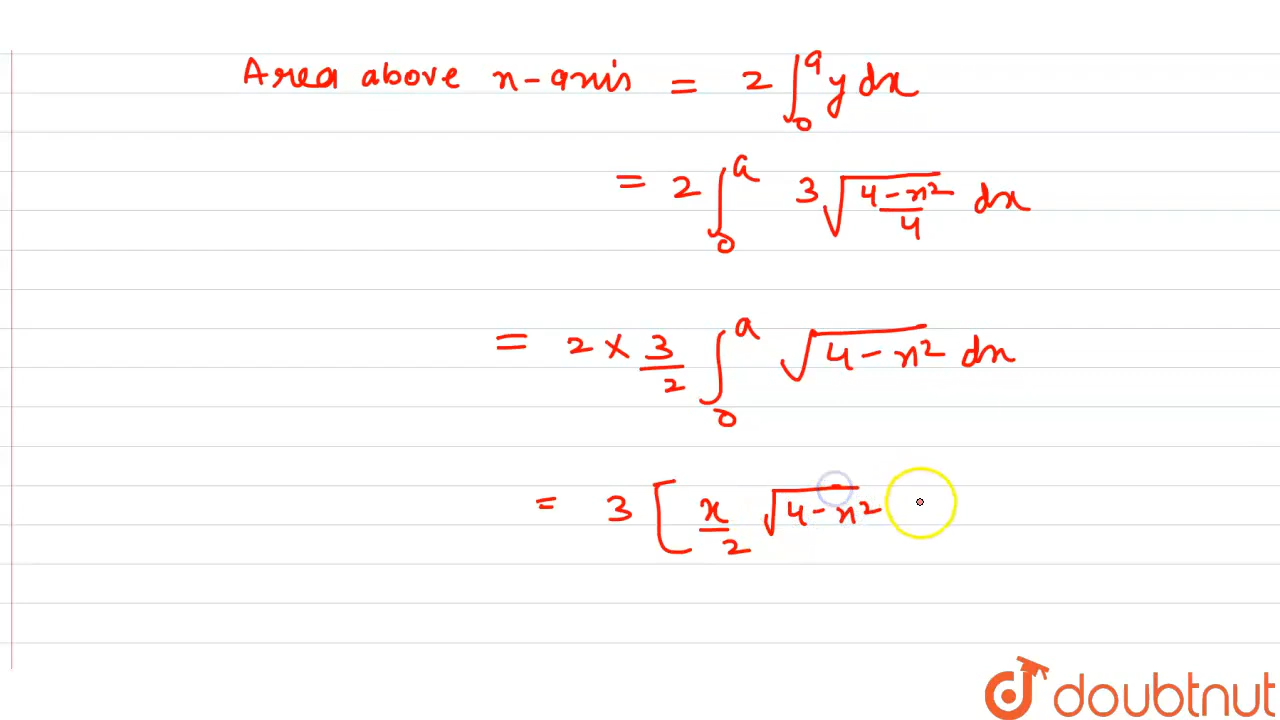 Area above x-axis = 2 ∫₀ᵃ y dx
= 2 ∫₀ᵃ 3 √((4-x²)/4) dx
= 2 × 3/2 ∫₀ᵃ √(4-x²) dx
= 3 [ x/2 √(4-x²)
doubtnut